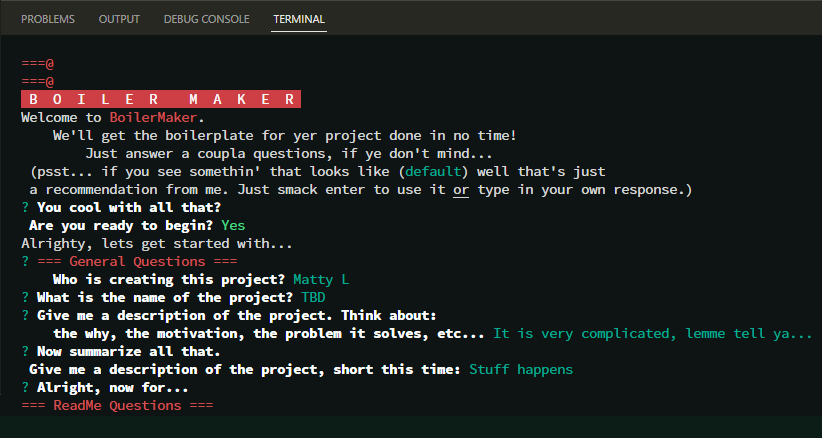 PROBLEMS OUTPUT DEBUG CONSOLE TERMINAL
===@
===@
B O I L E R  M A K E R
Welcome to BoilerMaker.
We'll get the boilerplate for yer project done in no time!
Just answer a coupla questions, if ye don't mind...
(psst... if you see somethin' that looks like (default) well that's just
a recommendation from me. Just smack enter to use it or type in your own response.)
? You cool with all that?
Are you ready to begin? Yes
Alrighty, lets get started with...
? === General Questions ===
Who is creating this project? Matty L
? What is the name of the project? TBD
? Give me a description of the project. Think about:
the why, the motivation, the problem it solves, etc... It is very complicated, lemme tell ya...
? Now summarize all that.
Give me a description of the project, short this time: Stuff happens
? Alright, now for...
=== ReadMe Questions ===